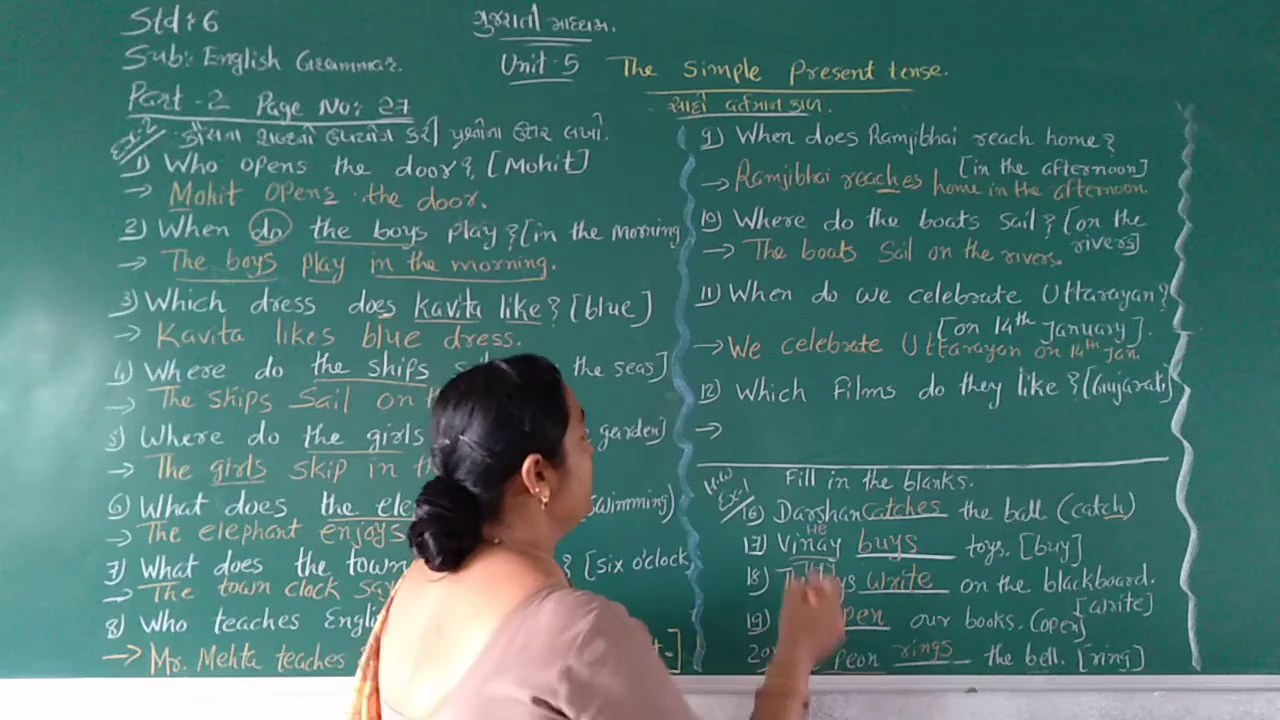 Std: 6
Sub: English Grammar.
Part-2 Page No: 27
ગુજરાતી માધ્યમ.
Unit-5
The Simple Present tense.
સાદો વર્તમાન કાળ.
Ex-2 કૌંસના શબ્દોનો ઉપયોગ કરી પ્રશ્નોના ઉત્તર લખો.
1) Who opens the door? [Mohit]
→ Mohit opens the door.
2) When do the boys play? [in the morning
→ The boys play in the morning.
3) Which dress does kavita like? [blue]
→ Kavita likes blue dress.
4) Where do the ships the seas]
→ The ships sail on
5) Where do the girls garden]
→ The girls skip in
6) What does the swimming)
→ The elephant enjoys
7) What does the town ? [six o'clock
→ The town clock
8) Who teaches
→ Mr. Mehta teaches
9) When does Ramjibhai reach home?
[in the afternoon]
→ Ramjibhai reaches home in the afternoon.
10) Where do the boats sail? [on the
rivers]
→ The boats sail on the rivers.
11) When do we celebrate Uttarayan?
[on 14th January].
→ We celebrate Uttarayan on 14th Jan.
12) Which films do they like? [Gujarati]
→
H.W Ex-1 Fill in the blanks.
16) Darshan catches the ball (catch)
He
17) Vinay buys toys. [buy]
18) write on the blackboard.
[write]
19) our books. (open]
20) peon rings the bell. [ring]